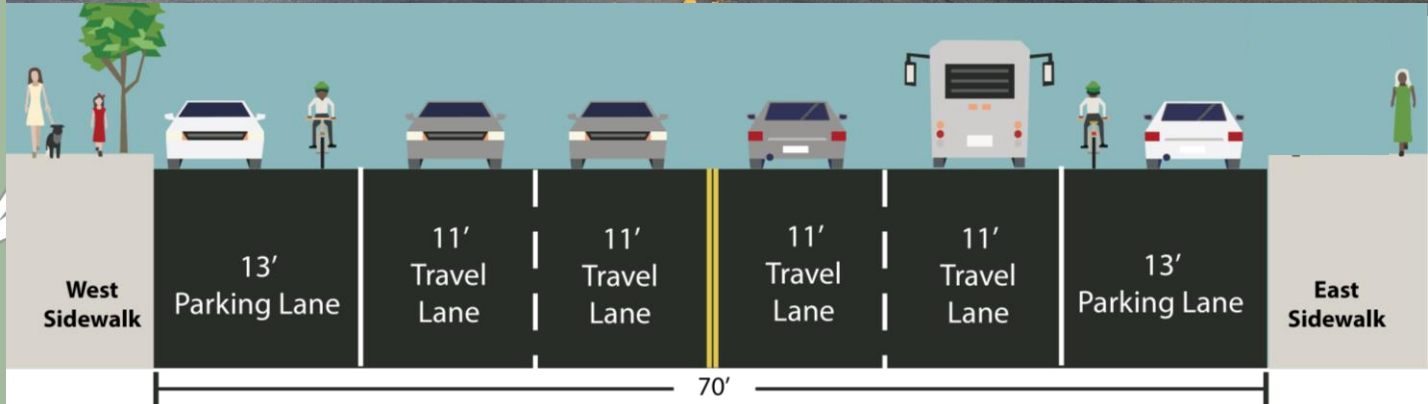 West
Sidewalk
13′
Parking Lane
11′
Travel
Lane
11′
Travel
Lane
11′
Travel
Lane
11′
Travel
Lane
13′
Parking Lane
East
Sidewalk
70′